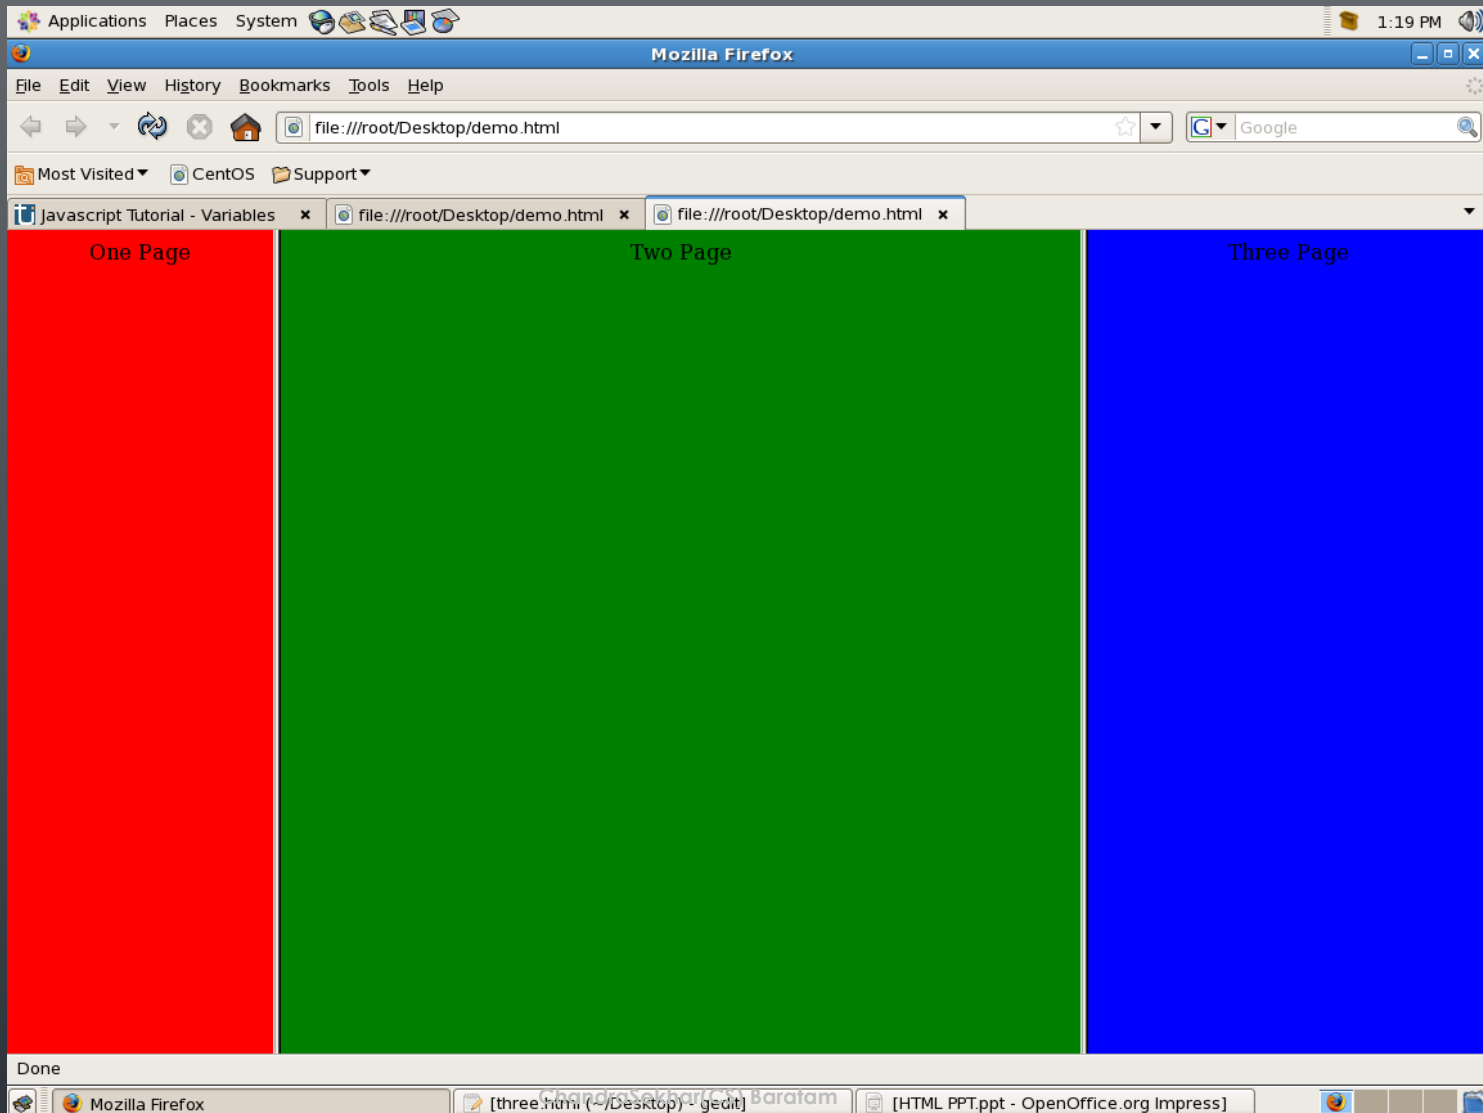 Applications Places System 1:19 PM
Mozilla Firefox
File Edit View History Bookmarks Tools Help
file:///root/Desktop/demo.html G Google
Most Visited CentOS Support
Javascript Tutorial - Variables file:///root/Desktop/demo.html file:///root/Desktop/demo.html
One Page Two Page Three Page
Done
Mozilla Firefox [three.html (~/Desktop) - gedit] [HTML PPT.ppt - OpenOffice.org Impress]
ChandraSekhar(CS) Baratam